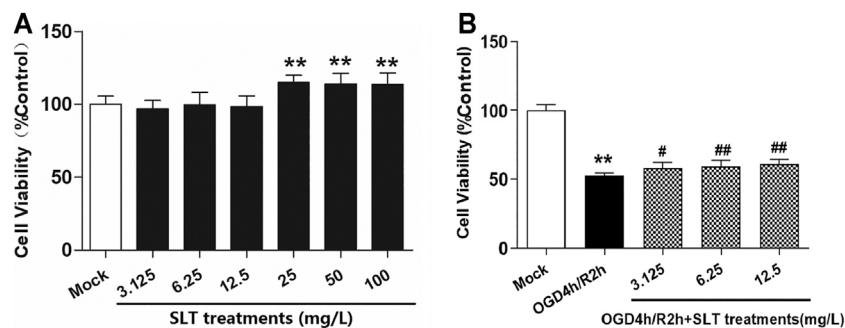 A
Cell Viability (%Control)
150
100
50
0
** ** **
Mock 3.125 6.25 12.5 25 50 100
SLT treatments (mg/L)
B
Cell Viability (%Control)
150
100
50
0
** # ## ##
Mock OGD4h/R2h 3.125 6.25 12.5
OGD4h/R2h+SLT treatments(mg/L)